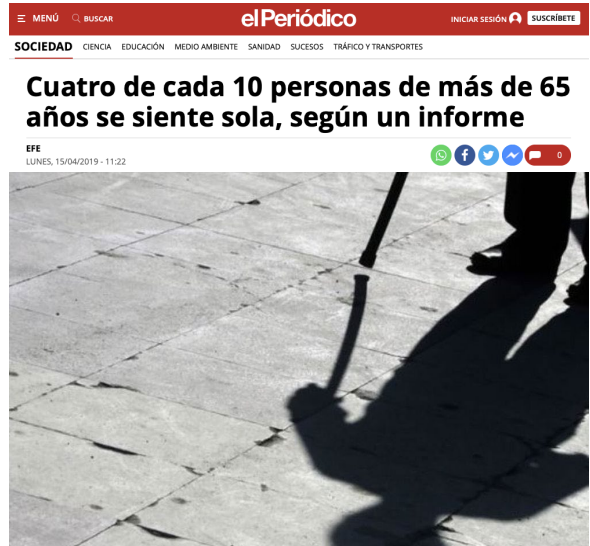 MENÚ BUSCAR elPeriódico INICIAR SESIÓN SUSCRÍBETE
SOCIEDAD CIENCIA EDUCACIÓN MEDIO AMBIENTE SANIDAD SUCESOS TRÁFICO Y TRANSPORTES
Cuatro de cada 10 personas de más de 65
años se siente sola, según un informe
EFE
LUNES, 15/04/2019 - 11:22
0